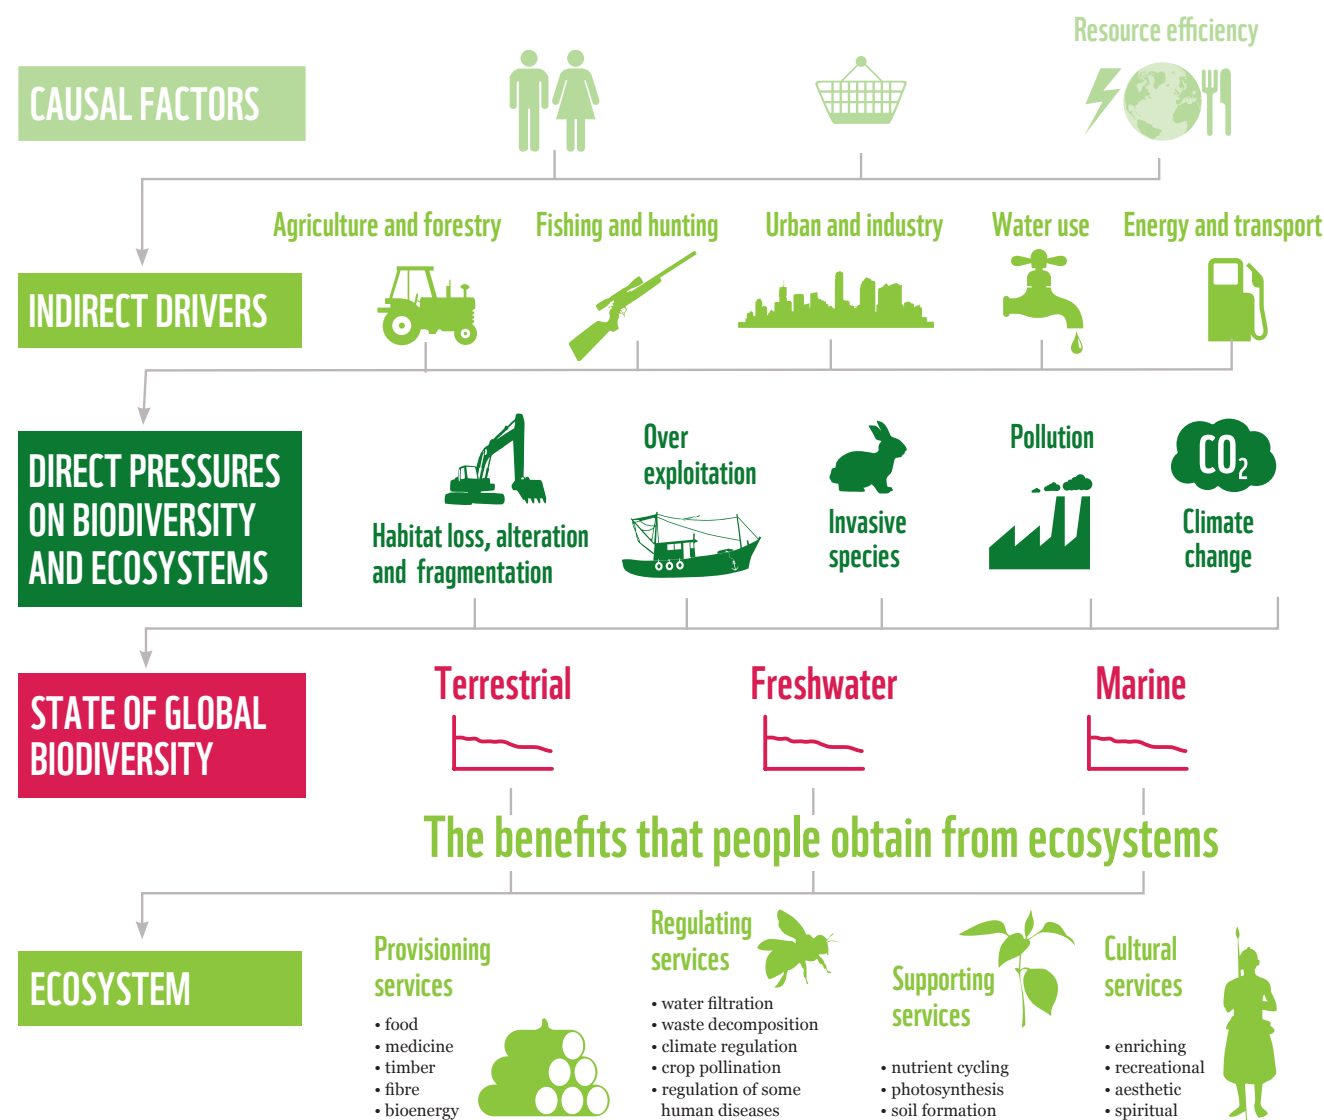 Resource efficiency
CAUSAL FACTORS
Agriculture and forestry
Fishing and hunting
Urban and industry
Water use
Energy and transport
INDIRECT DRIVERS
DIRECT PRESSURES
ON BIODIVERSITY
AND ECOSYSTEMS
Habitat loss, alteration
and fragmentation
Over
exploitation
Invasive
species
Pollution
CO2
Climate
change
STATE OF GLOBAL
BIODIVERSITY
Terrestrial
Freshwater
Marine
The benefits that people obtain from ecosystems
ECOSYSTEM
Provisioning
services
• food
• medicine
• timber
• fibre
• bioenergy
Regulating
services
• water filtration
• waste decomposition
• climate regulation
• crop pollination
• regulation of some
human diseases
Supporting
services
• nutrient cycling
• photosynthesis
• soil formation
Cultural
services
• enriching
• recreational
• aesthetic
• spiritual